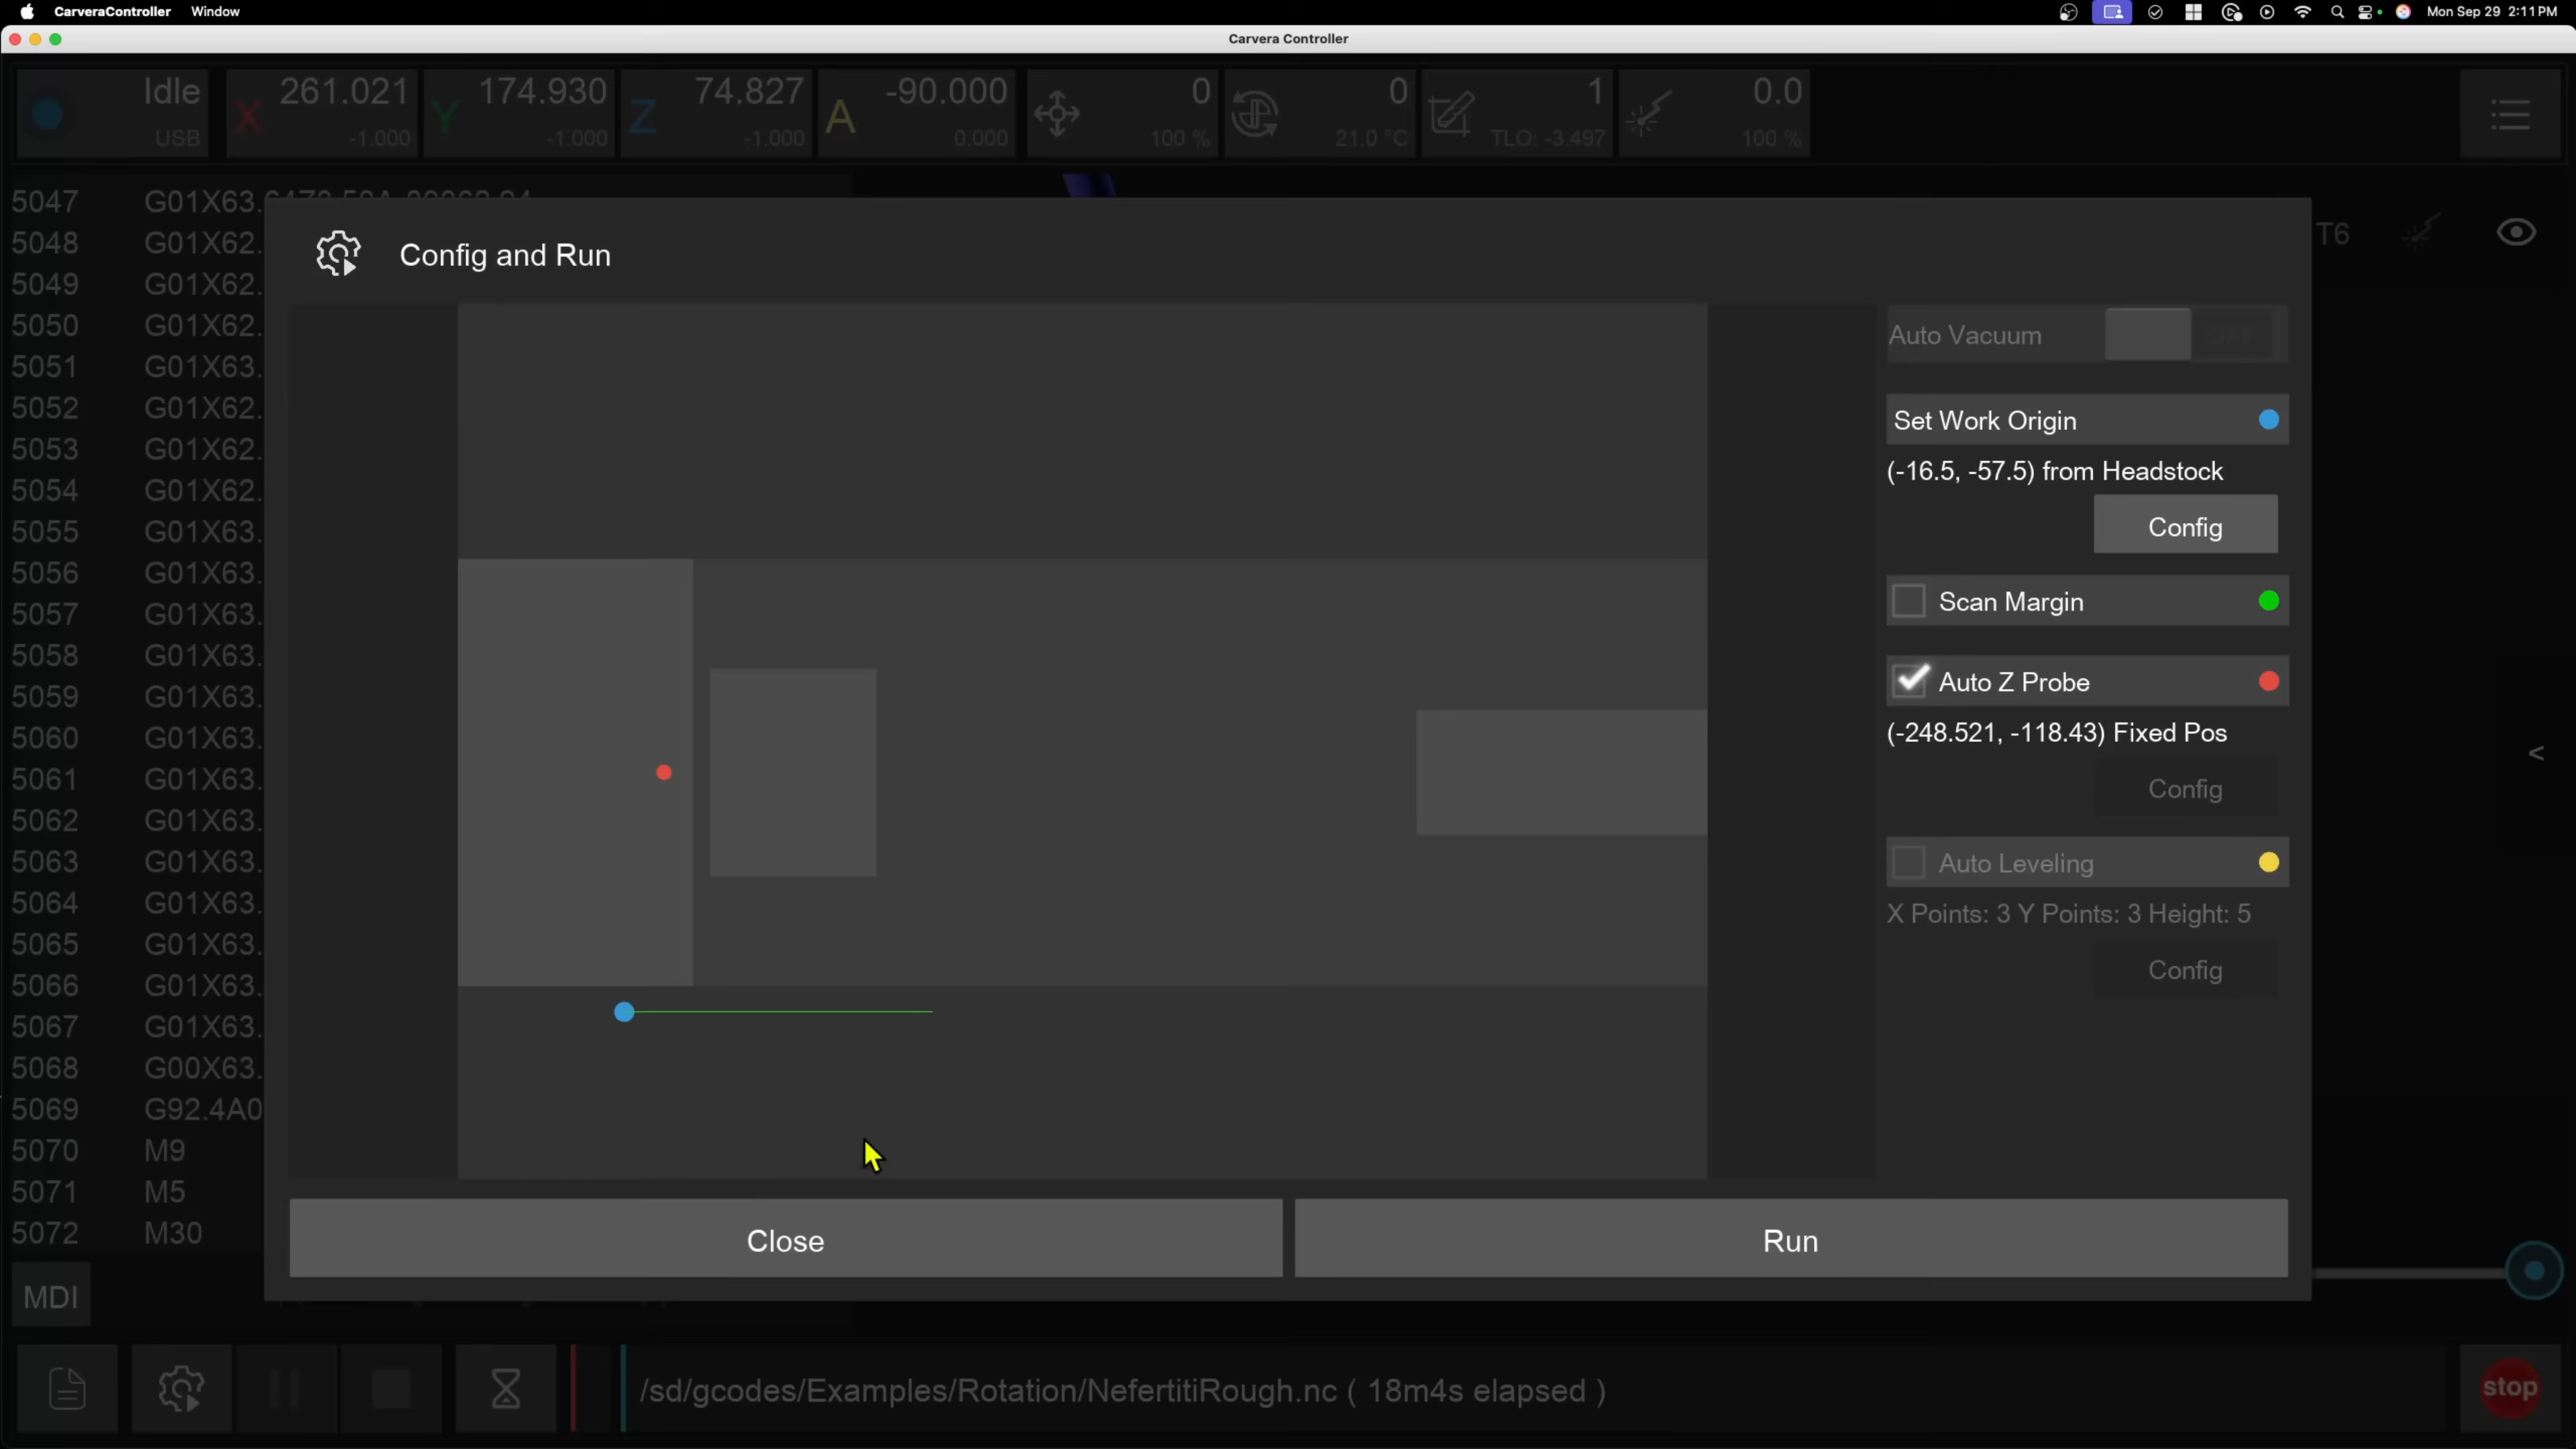 CarveraController Window Mon Sep 29 2:11 PM
Carvera Controller
Idle
USB
X 261.021
-1.000
Y 174.930
-1.000
Z 74.827
-1.000
A -90.000
0.000
0
100 %
0
21.0 °C
1
TLO: -3.497
0.0
100 %
5047
5048 G01X62.
5049 G01X62.
5050 G01X62.
5051 G01X63.
5052 G01X62.
5053 G01X62.
5054 G01X62.
5055 G01X63.
5056 G01X63.
5057 G01X63.
5058 G01X63.
5059 G01X63.
5060 G01X63.
5061 G01X63.
5062 G01X63.
5063 G01X63.
5064 G01X63.
5065 G01X63.
5066 G01X63.
5067 G01X63.
5068 G00X63.
5069 G92.4A0
5070 M9
5071 M5
5072 M30
T6
Config and Run
Auto Vacuum OFF
Set Work Origin
(-16.5, -57.5) from Headstock
Config
Scan Margin
Auto Z Probe
(-248.521, -118.43) Fixed Pos
Config
Auto Leveling
X Points: 3 Y Points: 3 Height: 5
Config
<
Close
Run
MDI
/sd/gcodes/Examples/Rotation/NefertitiRough.nc ( 18m4s elapsed )
stop